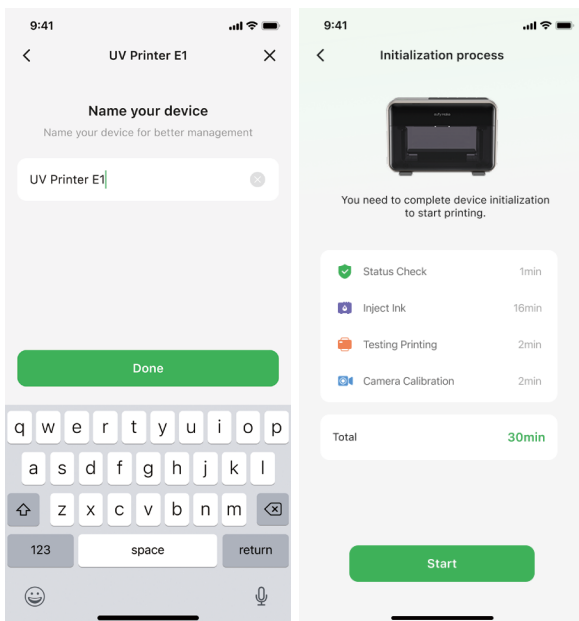 9:41
UV Printer E1
Name your device
Name your device for better management
UV Printer E1
Done
q w e r t y u i o p
a s d f g h j k l
z x c v b n m
123 space return
9:41
Initialization process
You need to complete device initialization
to start printing.
Status Check 1min
Inject Ink 16min
Testing Printing 2min
Camera Calibration 2min
Total 30min
Start